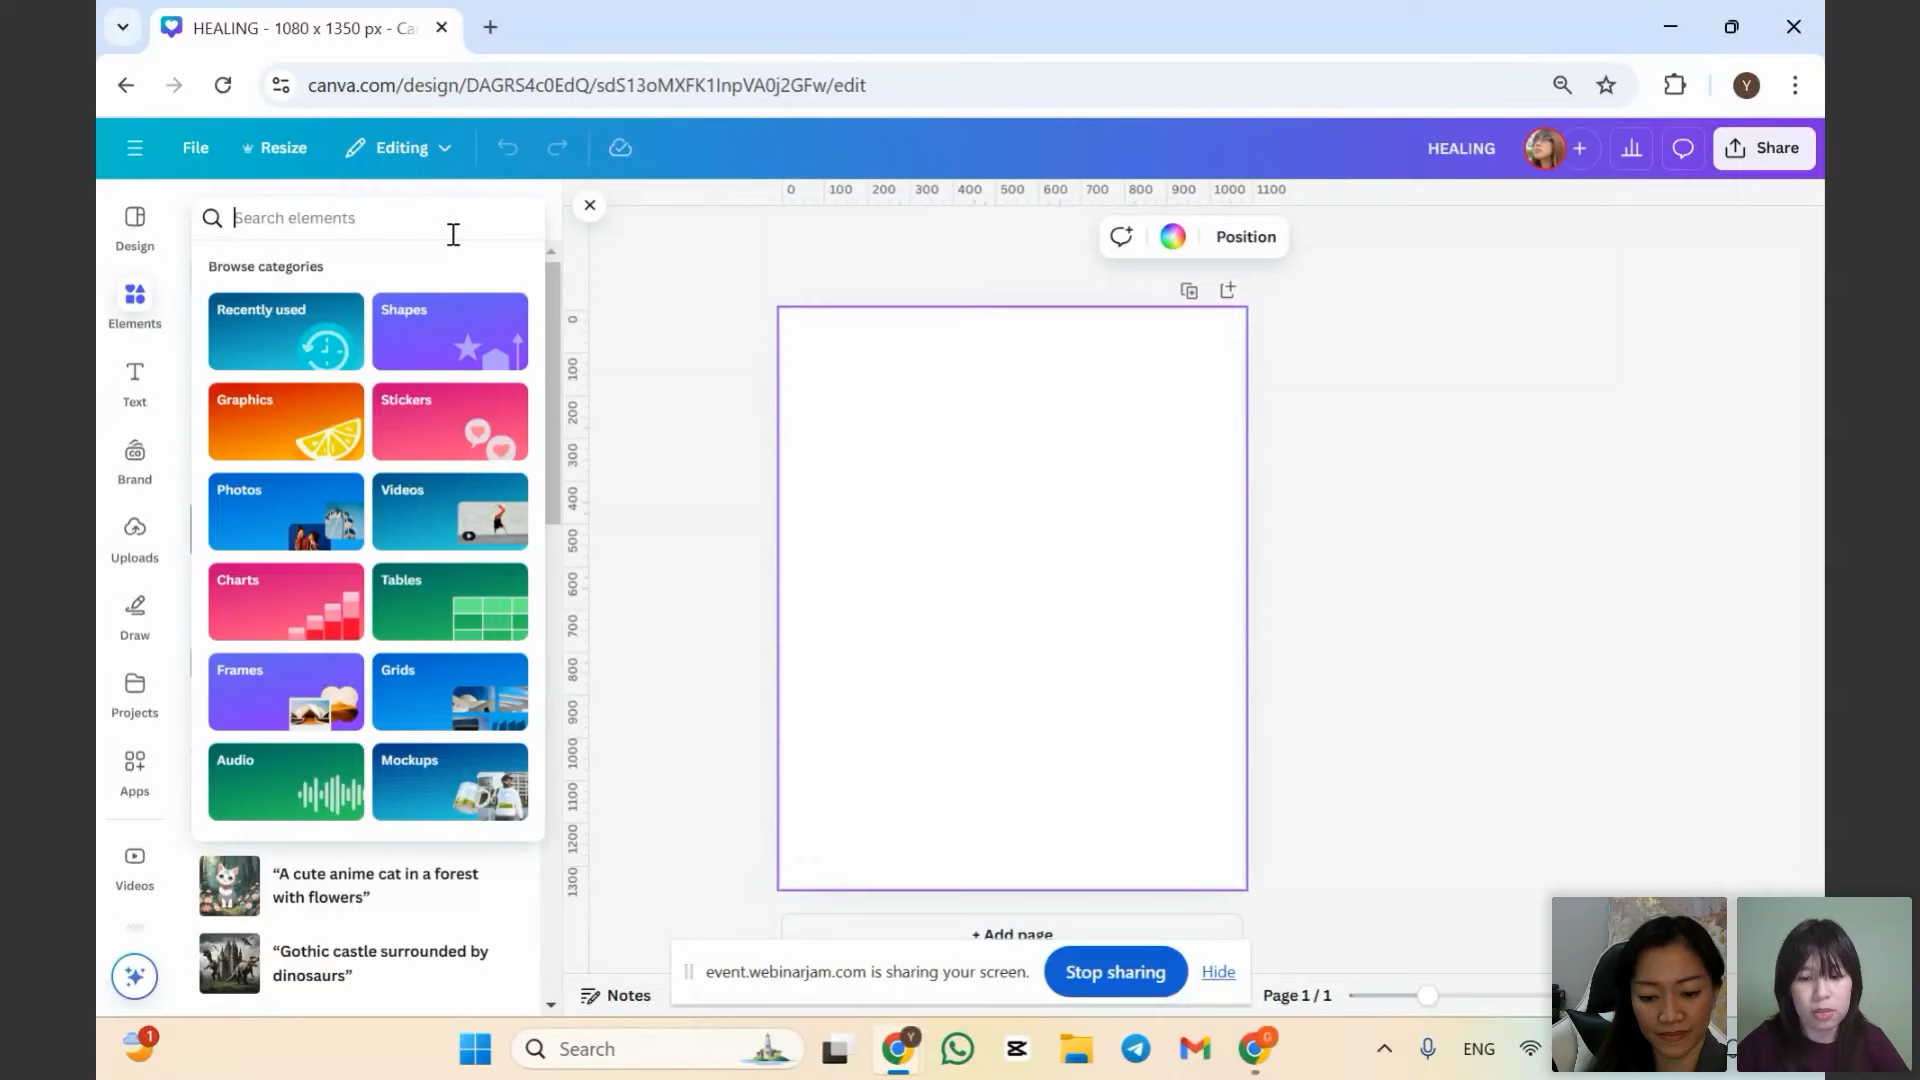 HEALING - 1080 x 1350 px - Ca
canva.com/design/DAGRS4c0EdQ/sdS13oMXFK1InpVA0j2GFw/edit
Y
File
Resize
Editing
HEALING
Share
Search elements
0 100 200 300 400 500 600 700 800 900 1000 1100
Position
Design
Elements
Text
Brand
Uploads
Draw
Projects
Apps
Videos
Browse categories
Recently used
Shapes
Graphics
Stickers
Photos
Videos
Charts
Tables
Frames
Grids
Audio
Mockups
“A cute anime cat in a forest
with flowers”
“Gothic castle surrounded by
dinosaurs”
0
100
200
300
400
500
600
700
800
900
1000
1100
1200
1300
+ Add page
event.webinarjam.com is sharing your screen.
Stop sharing
Hide
Notes
Page 1 / 1
1
Search
Y
G
ENG